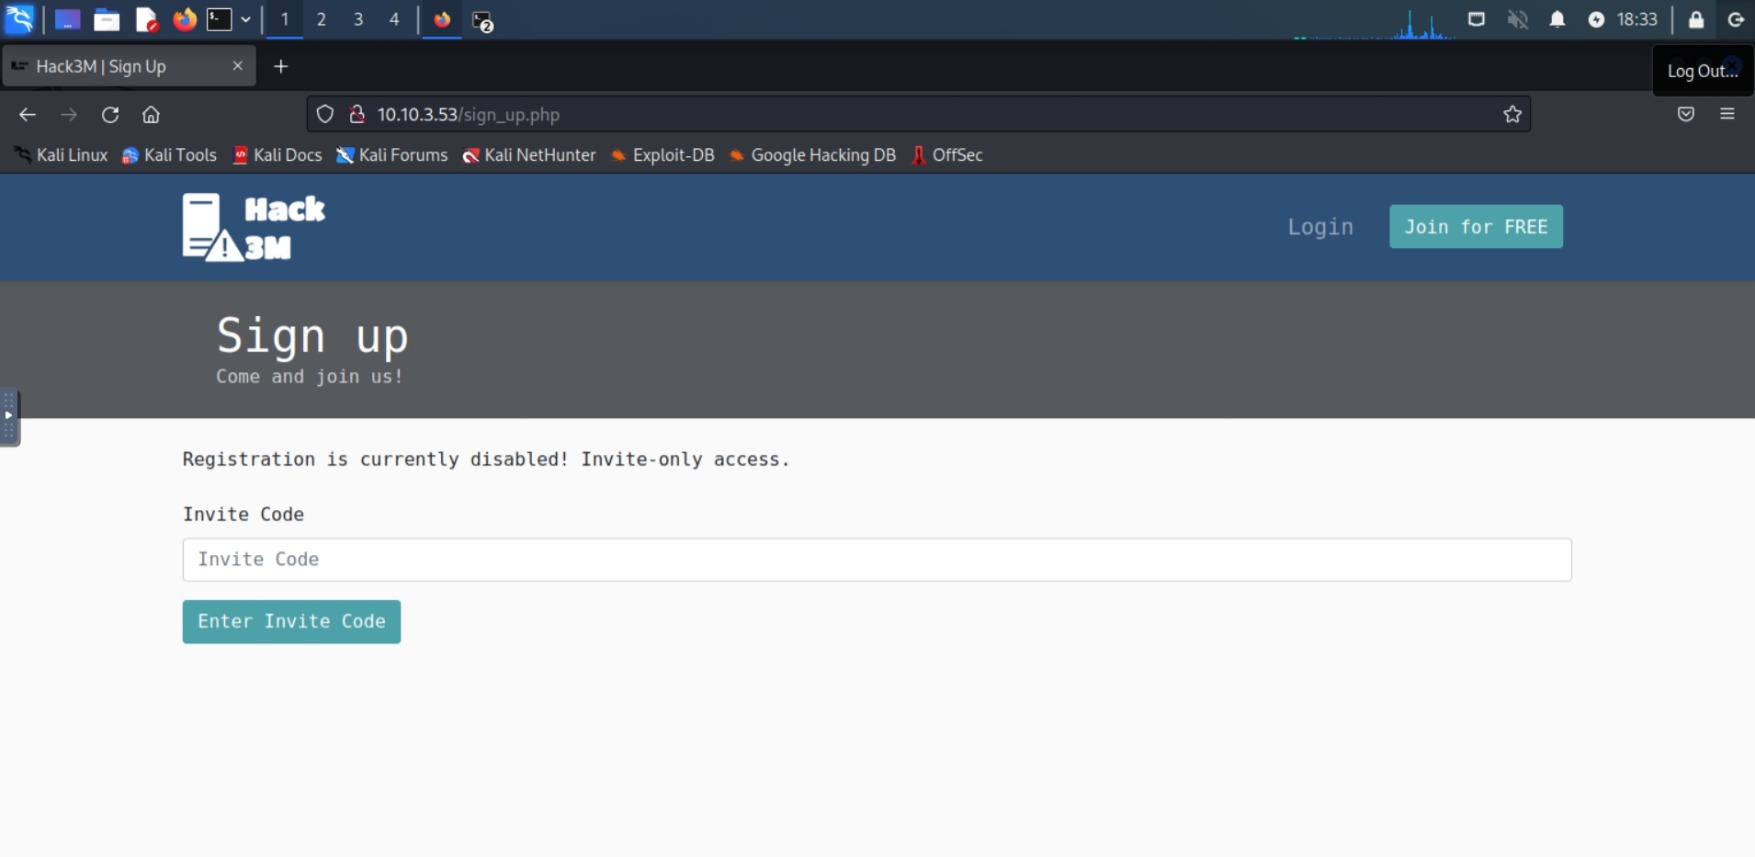 1 2 3 4 2 18:33
Hack3M | Sign Up
Log Out...
10.10.3.53/sign_up.php
Kali Linux Kali Tools Kali Docs Kali Forums Kali NetHunter Exploit-DB Google Hacking DB OffSec
Hack
3M
Login Join for FREE
Sign up
Come and join us!
Registration is currently disabled! Invite-only access.
Invite Code
Invite Code
Enter Invite Code